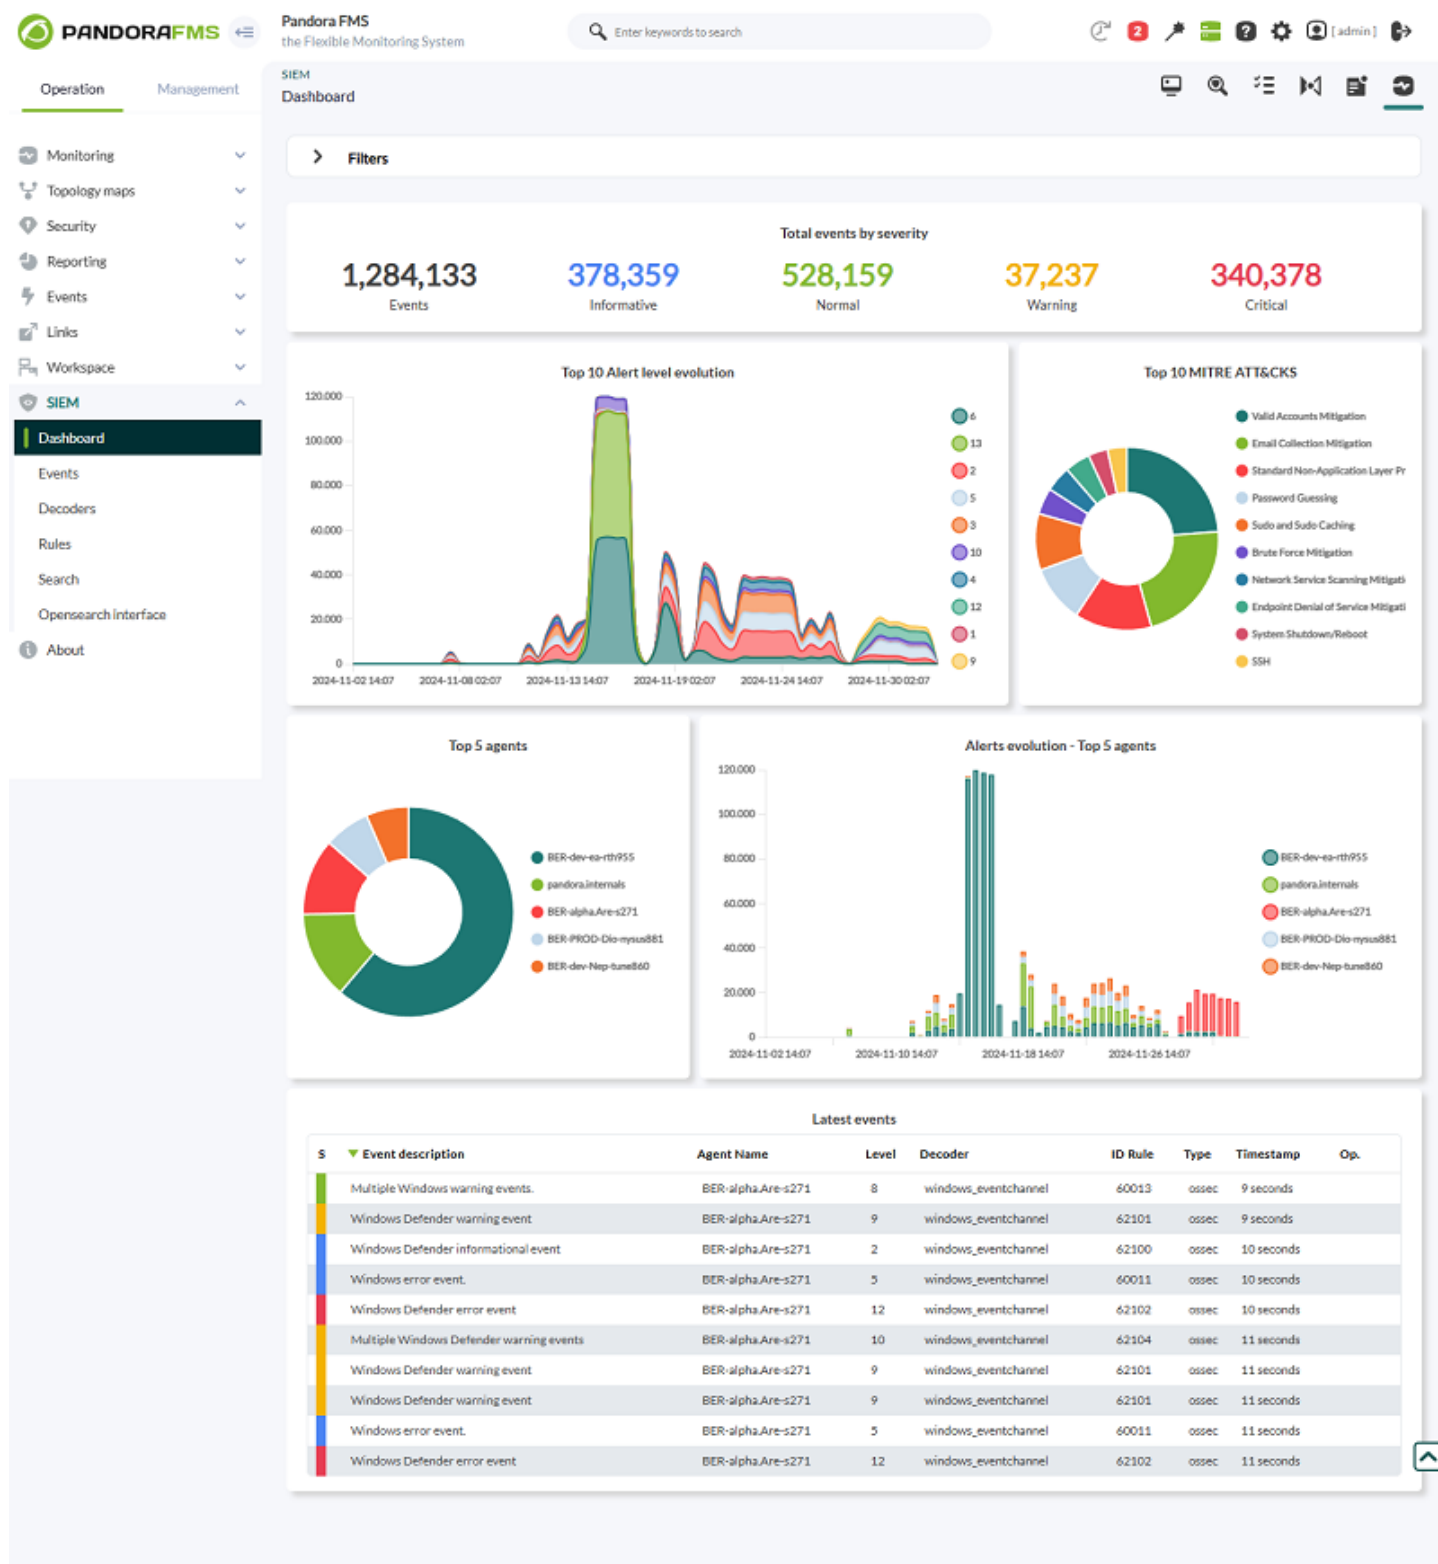 PANDORAFMS
Pandora FMS
the Flexible Monitoring System
Enter keywords to search
2
[ admin ]
Operation
Management
SIEM
Dashboard
Monitoring
Topology maps
Security
Reporting
Events
Links
Workspace
SIEM
Dashboard
Events
Decoders
Rules
Search
Opensearch interface
About
Filters
Total events by severity
1,284,133
378,359
528,159
37,237
340,378
Events
Informative
Normal
Warning
Critical
Top 10 Alert level evolution
120.000
100.000
80.000
60.000
40.000
20.000
0
2024-11-02 14:07
2024-11-08 02:07
2024-11-13 14:07
2024-11-19 02:07
2024-11-24 14:07
2024-11-30 02:07
6
13
2
5
3
10
4
12
1
9
Top 10 MITRE ATT&CKS
Valid Accounts Mitigation
Email Collection Mitigation
Standard Non-Application Layer Pr
Password Guessing
Sudo and Sudo Caching
Brute Force Mitigation
Network Service Scanning Mitigati
Endpoint Denial of Service Mitigati
System Shutdown/Reboot
SSH
Top 5 agents
BER-dev-ea-rth955
pandora.internals
BER-alpha.Are-s271
BER-PROD-Dio-nysus881
BER-dev-Nep-tune860
Alerts evolution - Top 5 agents
120.000
100.000
80.000
60.000
40.000
20.000
0
2024-11-02 14:07
2024-11-10 14:07
2024-11-18 14:07
2024-11-26 14:07
BER-dev-ea-rth955
pandora.internals
BER-alpha.Are-s271
BER-PROD-Dio-nysus881
BER-dev-Nep-tune860
Latest events
S Event description Agent Name Level Decoder ID Rule Type Timestamp Op.
Multiple Windows warning events. BER-alpha.Are-s271 8 windows_eventchannel 60013 ossec 9 seconds
Windows Defender warning event BER-alpha.Are-s271 9 windows_eventchannel 62101 ossec 9 seconds
Windows Defender informational event BER-alpha.Are-s271 2 windows_eventchannel 62100 ossec 10 seconds
Windows error event. BER-alpha.Are-s271 5 windows_eventchannel 60011 ossec 10 seconds
Windows Defender error event BER-alpha.Are-s271 12 windows_eventchannel 62102 ossec 10 seconds
Multiple Windows Defender warning events BER-alpha.Are-s271 10 windows_eventchannel 62104 ossec 11 seconds
Windows Defender warning event BER-alpha.Are-s271 9 windows_eventchannel 62101 ossec 11 seconds
Windows Defender warning event BER-alpha.Are-s271 9 windows_eventchannel 62101 ossec 11 seconds
Windows error event. BER-alpha.Are-s271 5 windows_eventchannel 60011 ossec 11 seconds
Windows Defender error event BER-alpha.Are-s271 12 windows_eventchannel 62102 ossec 11 seconds